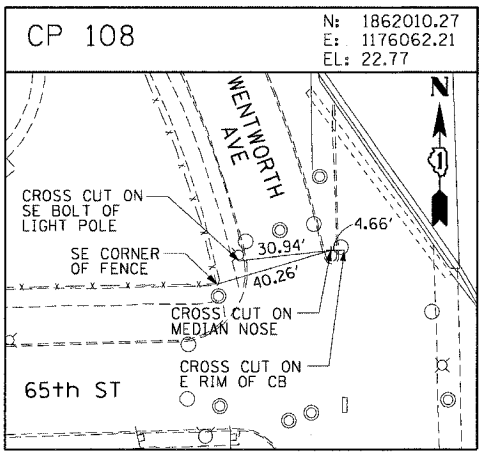 CP 108
N: 1862010.27
E: 1176062.21
EL: 22.77
N
1
WENTWORTH
AVE
CROSS CUT ON
SE BOLT OF
LIGHT POLE
4.66'
30.94'
SE CORNER
OF FENCE
40.26'
CROSS CUT ON
MEDIAN NOSE
CROSS CUT ON
E RIM OF CB
65th ST